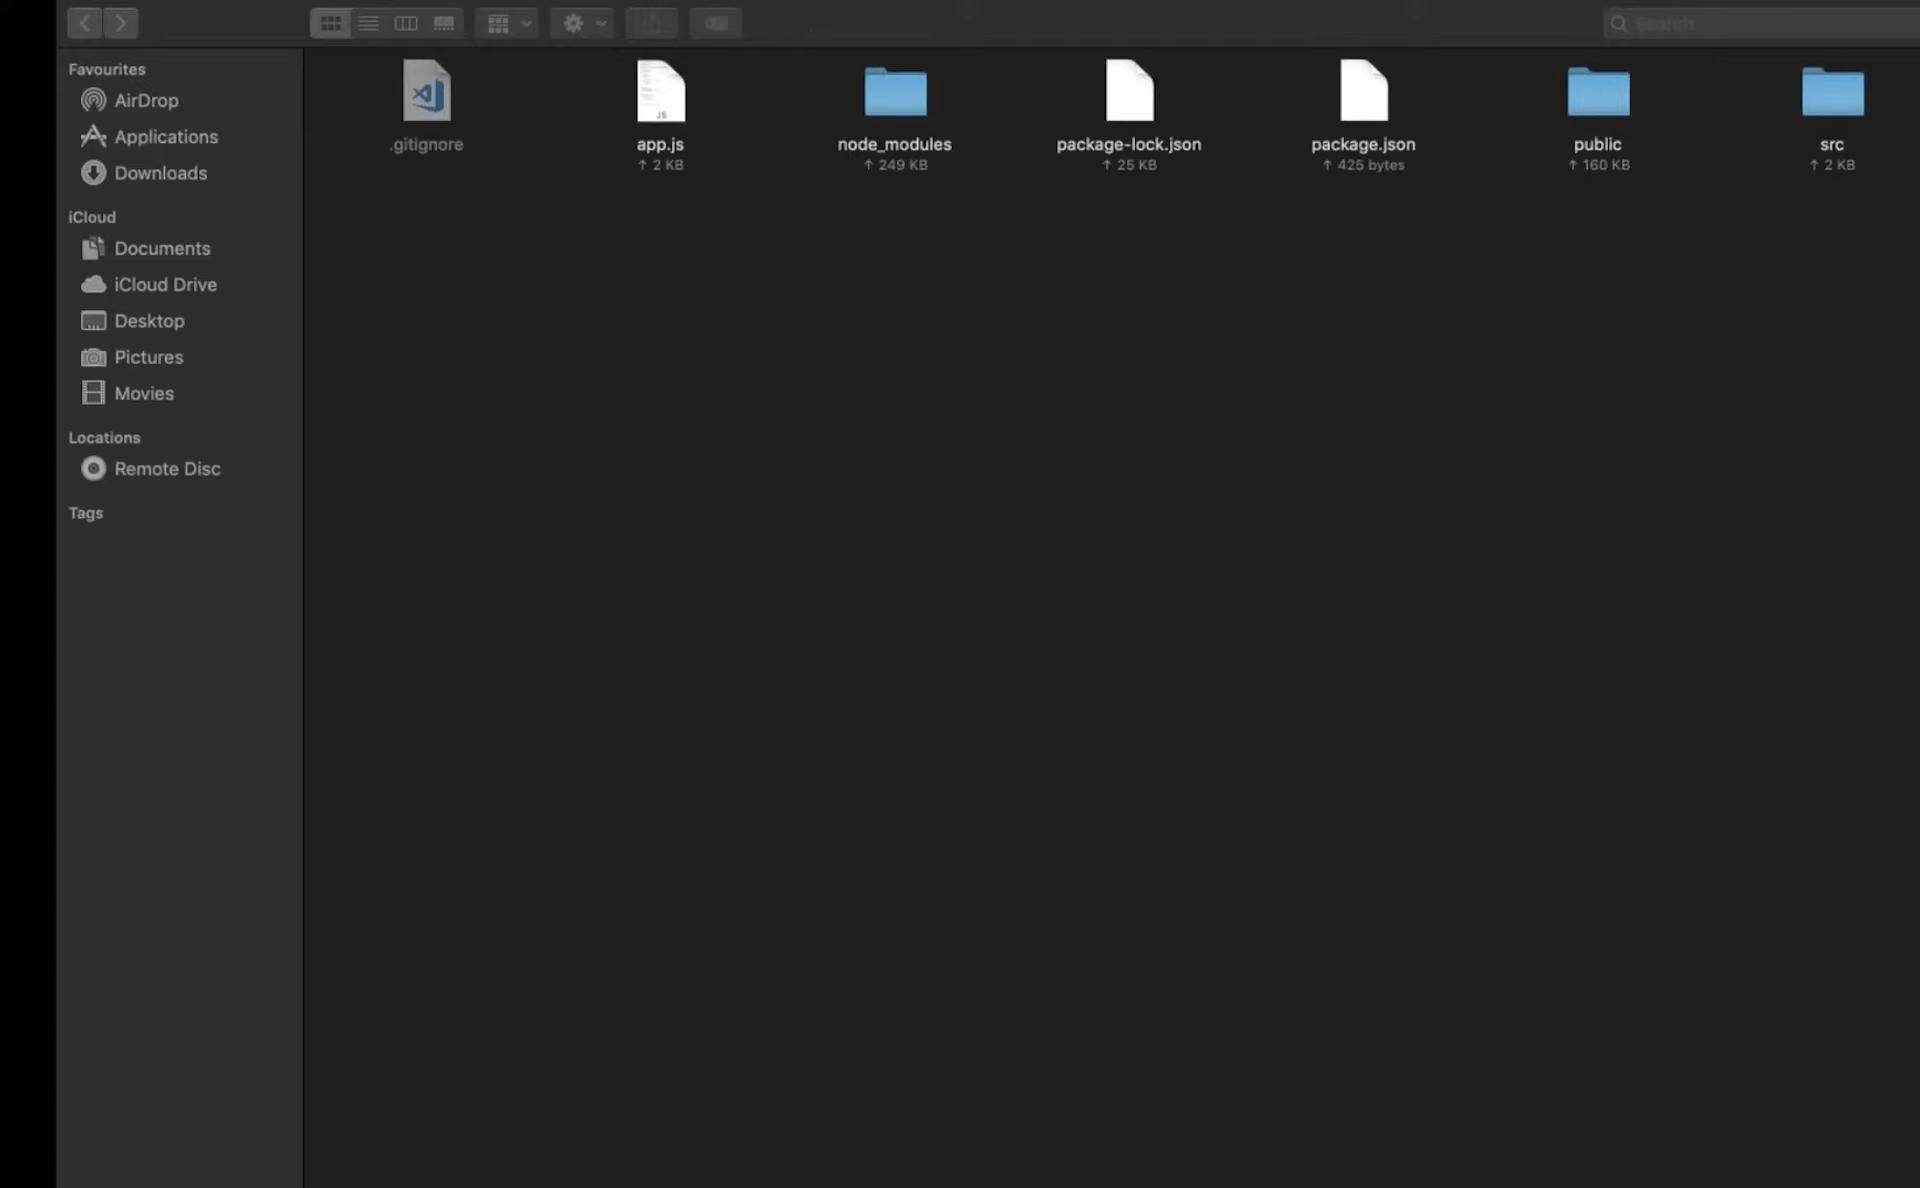 Search
Favourites
AirDrop
Applications
Downloads
iCloud
Documents
iCloud Drive
Desktop
Pictures
Movies
Locations
Remote Disc
Tags
.gitignore
JS
app.js
↑ 2 KB
node_modules
↑ 249 KB
package-lock.json
↑ 25 KB
package.json
↑ 425 bytes
public
↑ 160 KB
src
↑ 2 KB